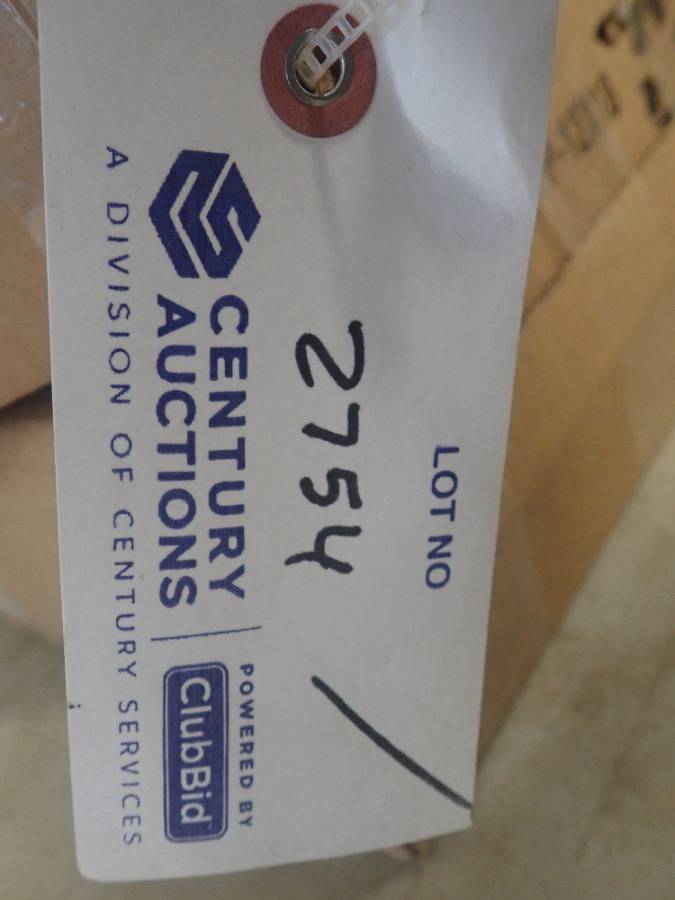 LOT NO
2754 /
CENTURY
AUCTIONS
POWERED BY
ClubBid
A DIVISION OF CENTURY SERVICES